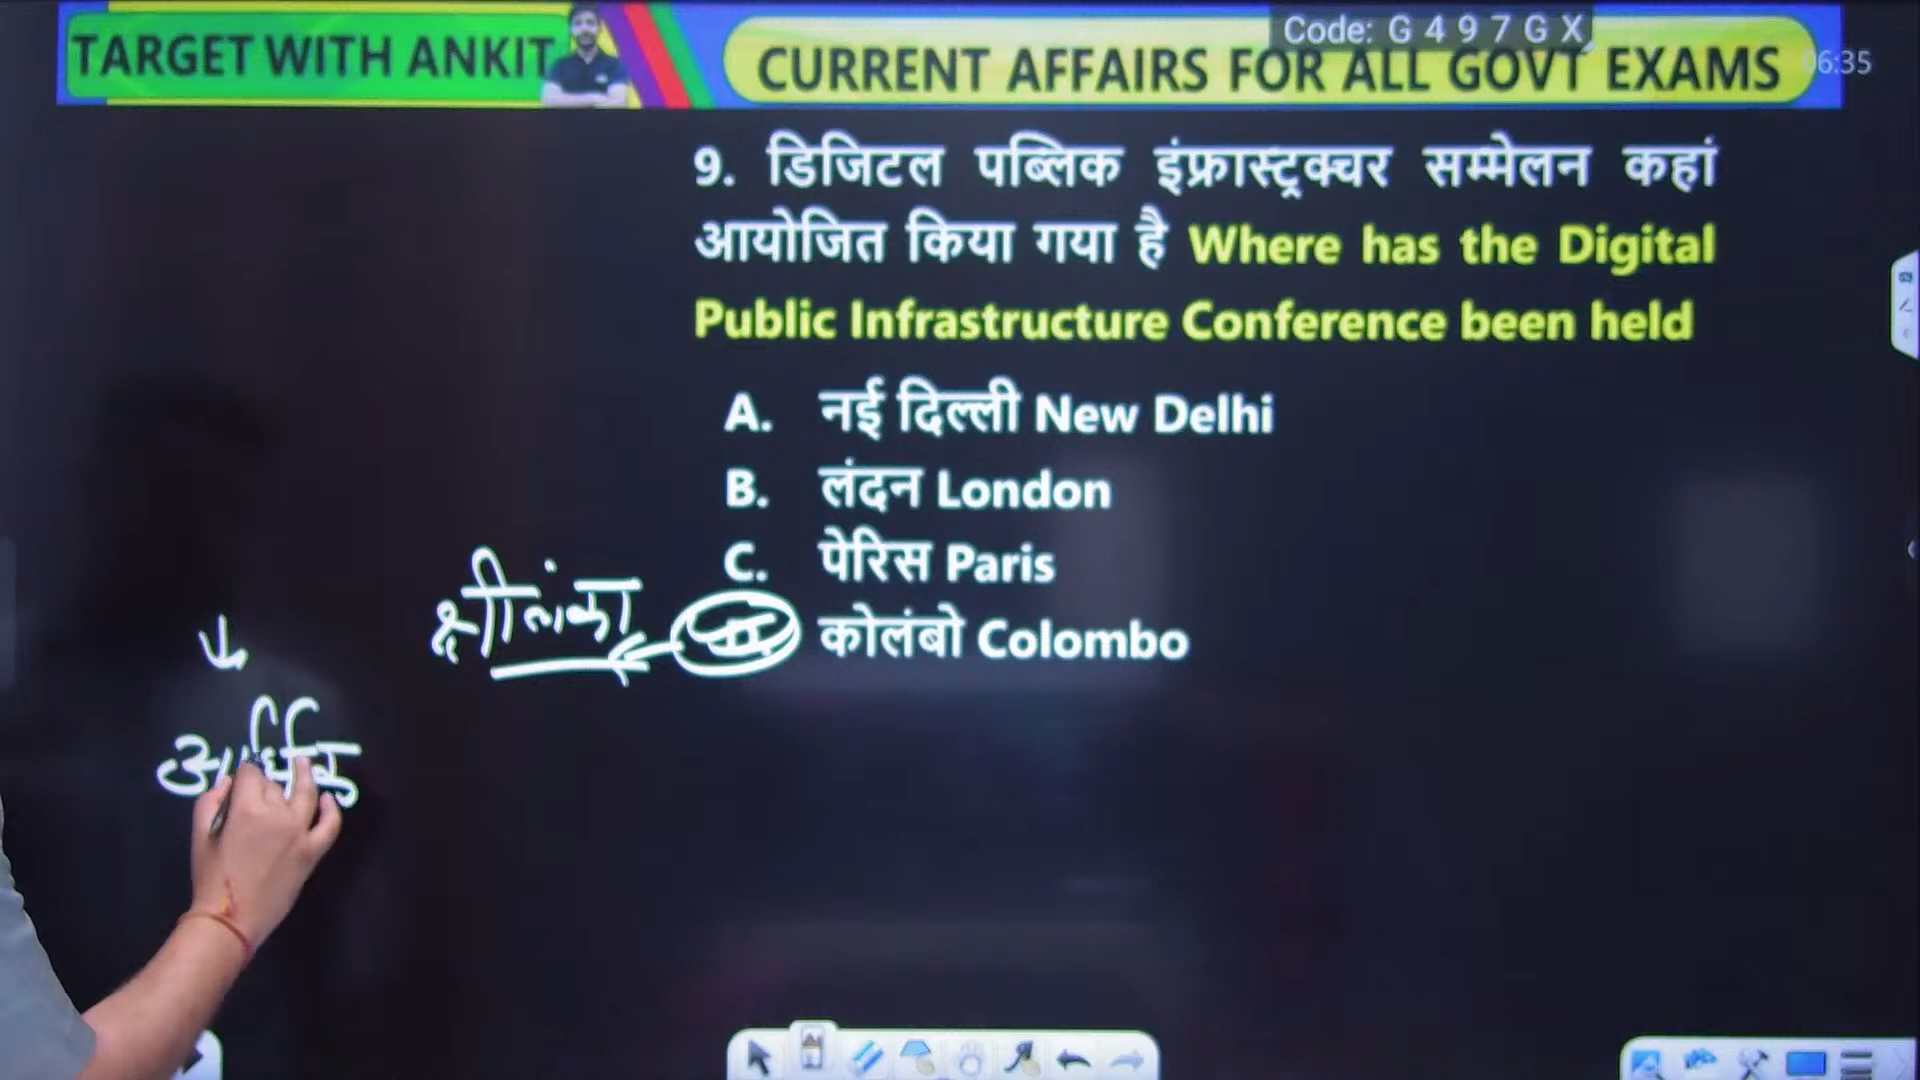 TARGET WITH ANKIT
CURRENT AFFAIRS FOR ALL GOVT EXAMS
Code: G 4 9 7 G X
06:35
9. डिजिटल पब्लिक इंफ्रास्ट्रक्चर सम्मेलन कहां
आयोजित किया गया है Where has the Digital
Public Infrastructure Conference been held
A. नई दिल्ली New Delhi
B. लंदन London
C. पेरिस Paris
कोलंबो Colombo
श्रीलंका
आर्थिक